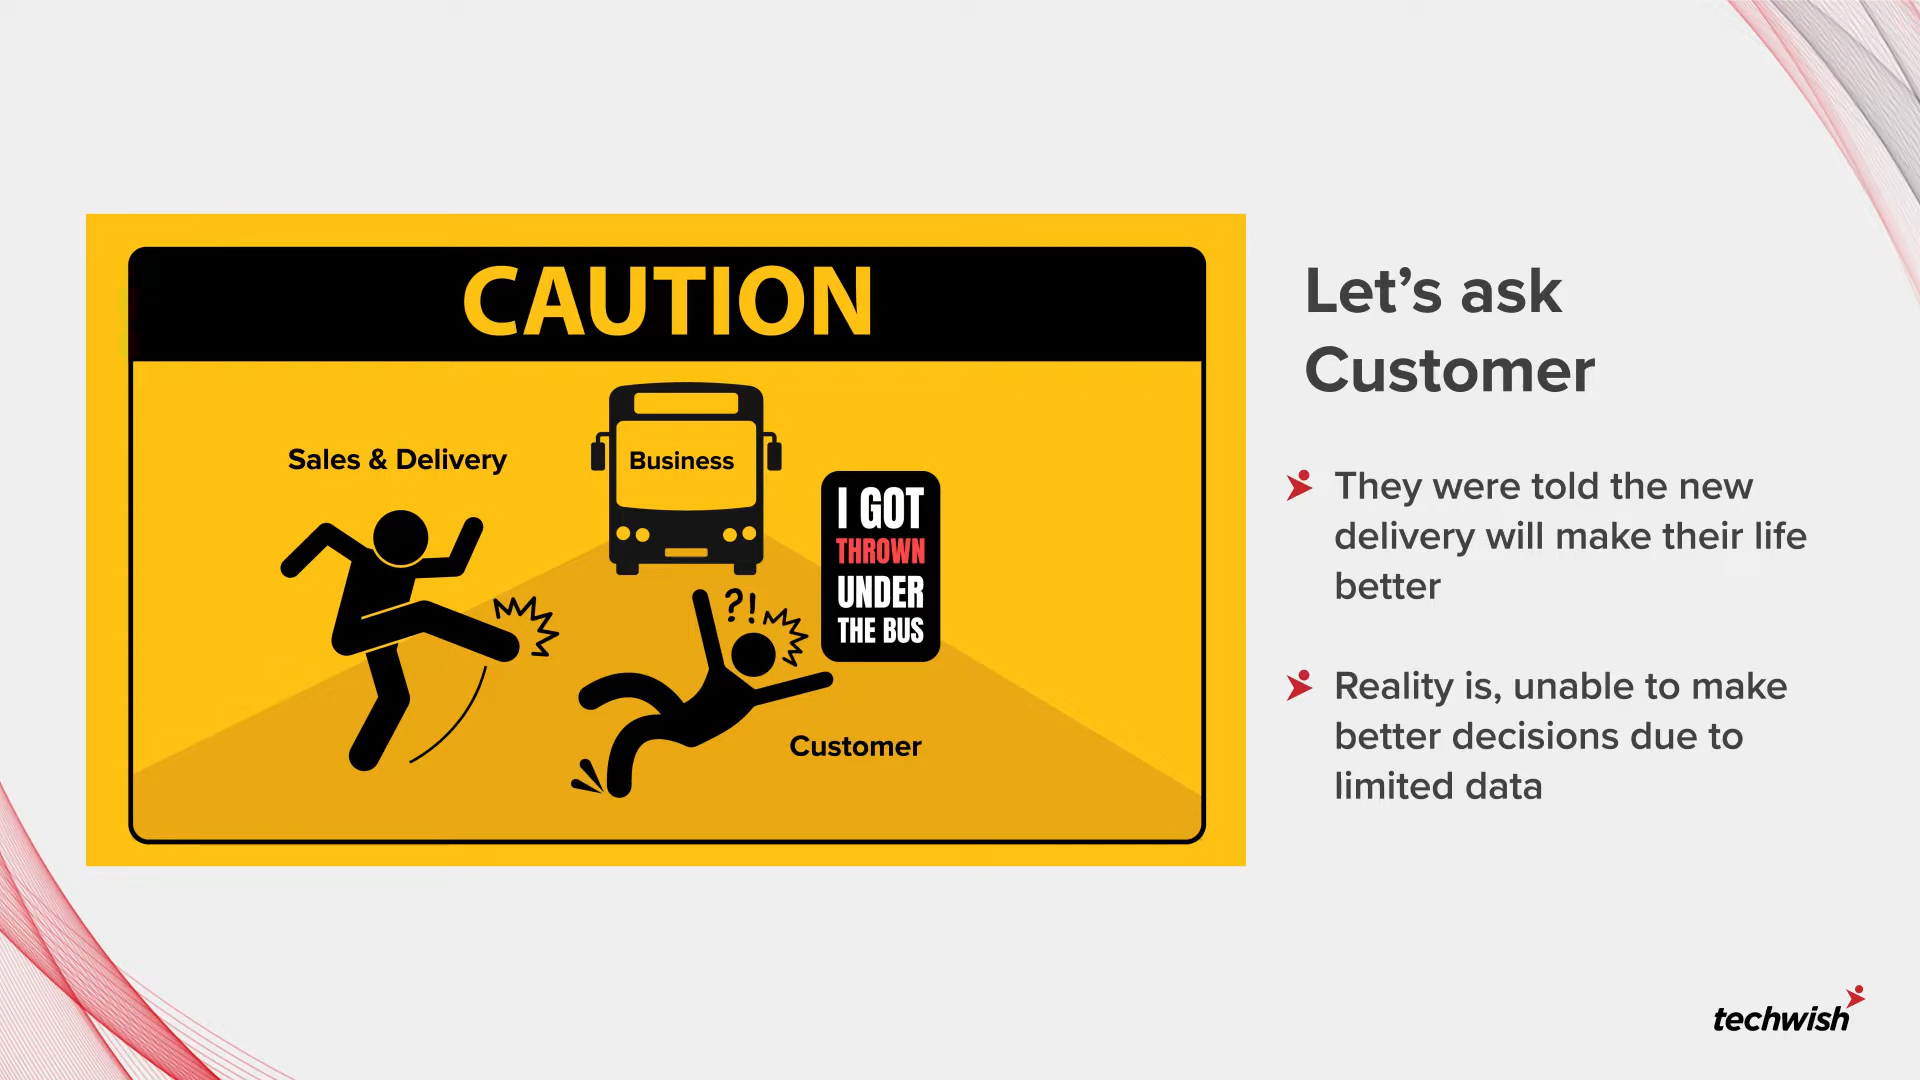 CAUTION
Sales & Delivery
Business
I GOT
THROWN
UNDER
THE BUS
?!
Customer
Let’s ask
Customer
They were told the new
delivery will make their life
better
Reality is, unable to make
better decisions due to
limited data
techwish